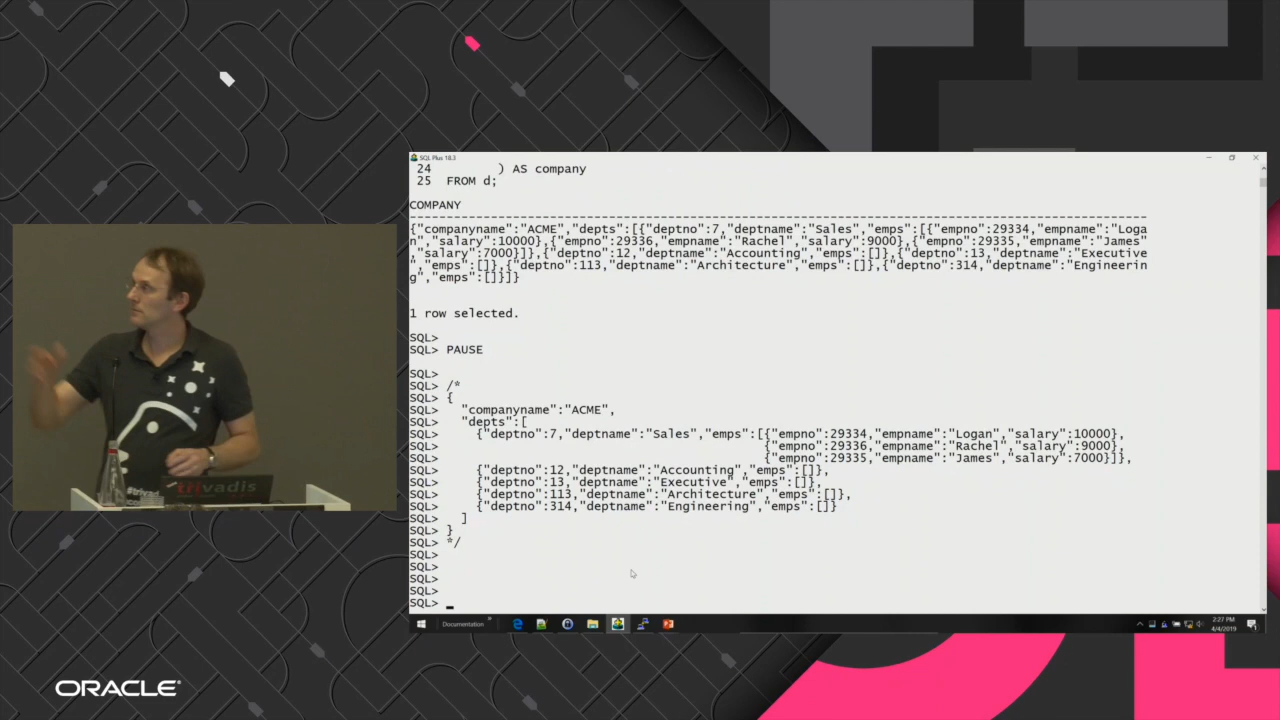 SQL Plus 18.3
24 ) AS company
25 FROM d;
COMPANY
--------------------------------------------------------------------------------------------------
{"companyname":"ACME","depts":[{"deptno":7,"deptname":"Sales","emps":[{"empno":29334,"empname":"Loga
n","salary":10000},{"empno":29336,"empname":"Rachel","salary":9000},{"empno":29335,"empname":"James"
,"salary":7000}]},{"deptno":12,"deptname":"Accounting","emps":[]},{"deptno":13,"deptname":"Executive
","emps":[]},{"deptno":113,"deptname":"Architecture","emps":[]},{"deptno":314,"deptname":"Engineerin
g","emps":[]}]}
1 row selected.
SQL>
SQL> PAUSE
SQL>
SQL> /*
SQL> {
SQL> "companyname":"ACME",
SQL> "depts":[
SQL> {"deptno":7,"deptname":"Sales","emps":[{"empno":29334,"empname":"Logan","salary":10000},
SQL> {"empno":29336,"empname":"Rachel","salary":9000},
SQL> {"empno":29335,"empname":"James","salary":7000}]},
SQL> {"deptno":12,"deptname":"Accounting","emps":[]},
SQL> {"deptno":13,"deptname":"Executive","emps":[]},
SQL> {"deptno":113,"deptname":"Architecture","emps":[]},
SQL> {"deptno":314,"deptname":"Engineering","emps":[]}
SQL> ]
SQL> }
SQL> */
SQL>
SQL>
SQL>
SQL>
SQL>
Documentation
2:27 PM
4/4/2019
trivadis
ORACLE